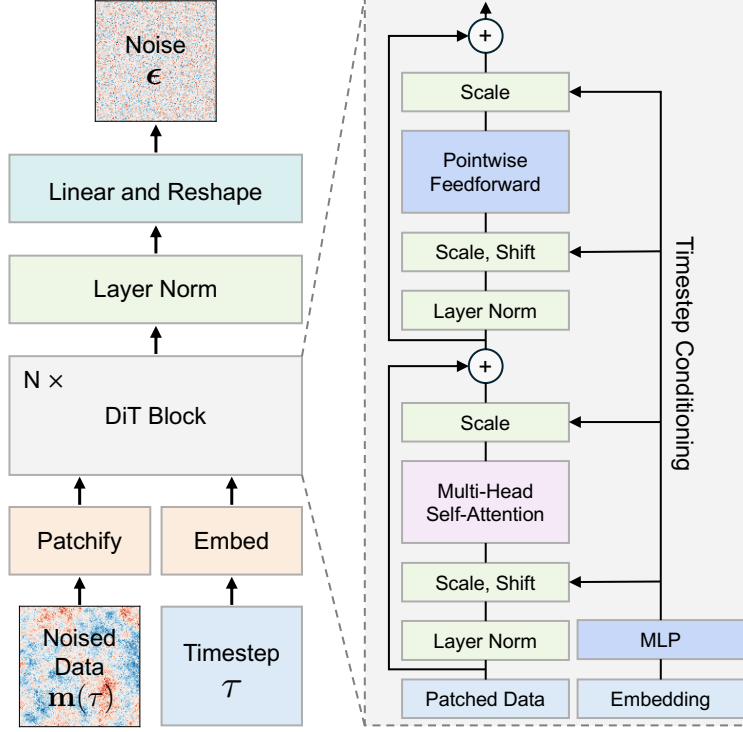 Noise
ϵ
Linear and Reshape
Layer Norm
N ×
DiT Block
Patchify
Embed
Noised
Data
m(τ)
Timestep
τ
+
Scale
Pointwise
Feedforward
Scale, Shift
Layer Norm
+
Scale
Multi-Head
Self-Attention
Scale, Shift
Layer Norm
Patched Data
Timestep Conditioning
MLP
Embedding